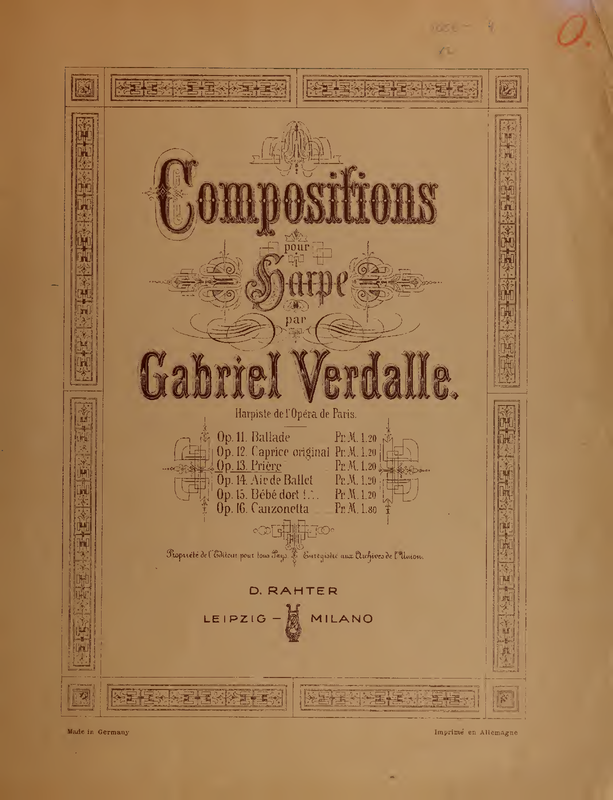 O.
Compositions
pour
Harpe
par
Gabriel Verdalle.
Harpiste de l'Opéra de Paris.
Op. 11. Ballade Pr. M. 1.20
Op. 12. Caprice original Pr. M. 1.20
Op. 13. Prière Pr. M. 1.20
Op. 14. Air de Ballet Pr. M. 1.20
Op. 15. Bébé dort !.. Pr. M. 1.20
Op. 16. Canzonetta Pr. M. 1.80
Propriété de l'Editeur pour tous Pays Enregistré aux Archives de l'Union.
D. RAHTER
LEIPZIG – MILANO
Made in Germany
Imprimé en Allemagne